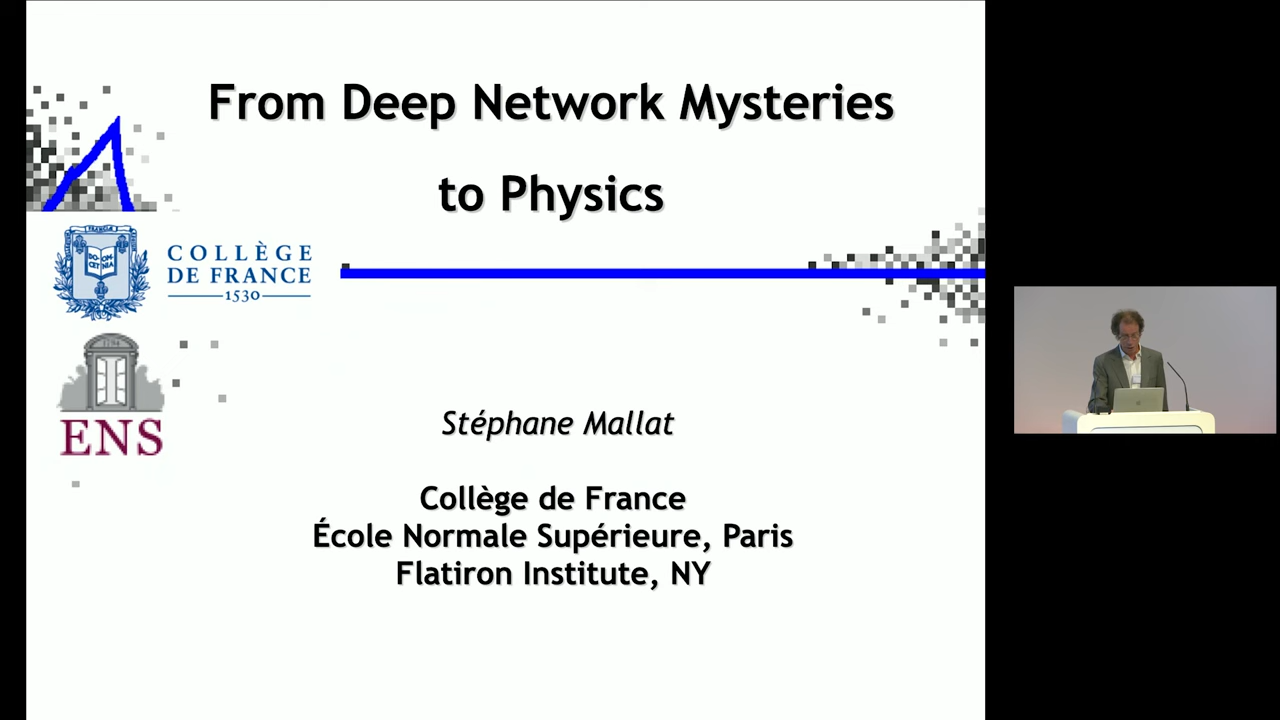 From Deep Network Mysteries
to Physics
COLLÈGE
DE FRANCE
1530
ENS
Stéphane Mallat
Collège de France
École Normale Supérieure, Paris
Flatiron Institute, NY